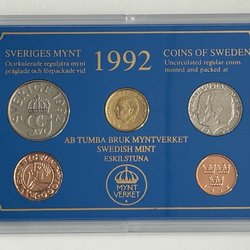 SVERIGES MYNT
Ocirkulerade reguljära mynt
präglade och förpackade vid
1992
COINS OF SWEDEN
Uncirculated regular coins
minted and packed at
AB TUMBA BRUK MYNTVERKET
SWEDISH MINT
ESKILSTUNA
MYNT
VERKET